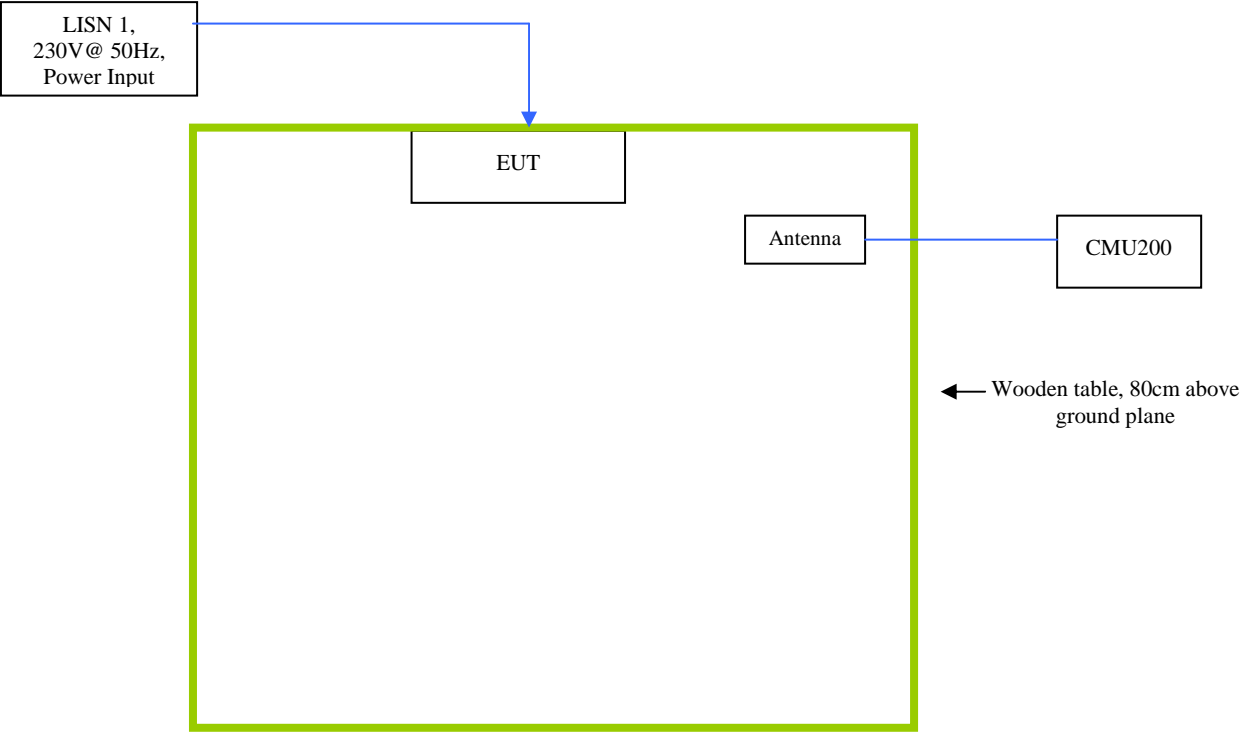 LISN 1,
230V@ 50Hz,
Power Input
EUT
Antenna
CMU200
Wooden table, 80cm above
ground plane